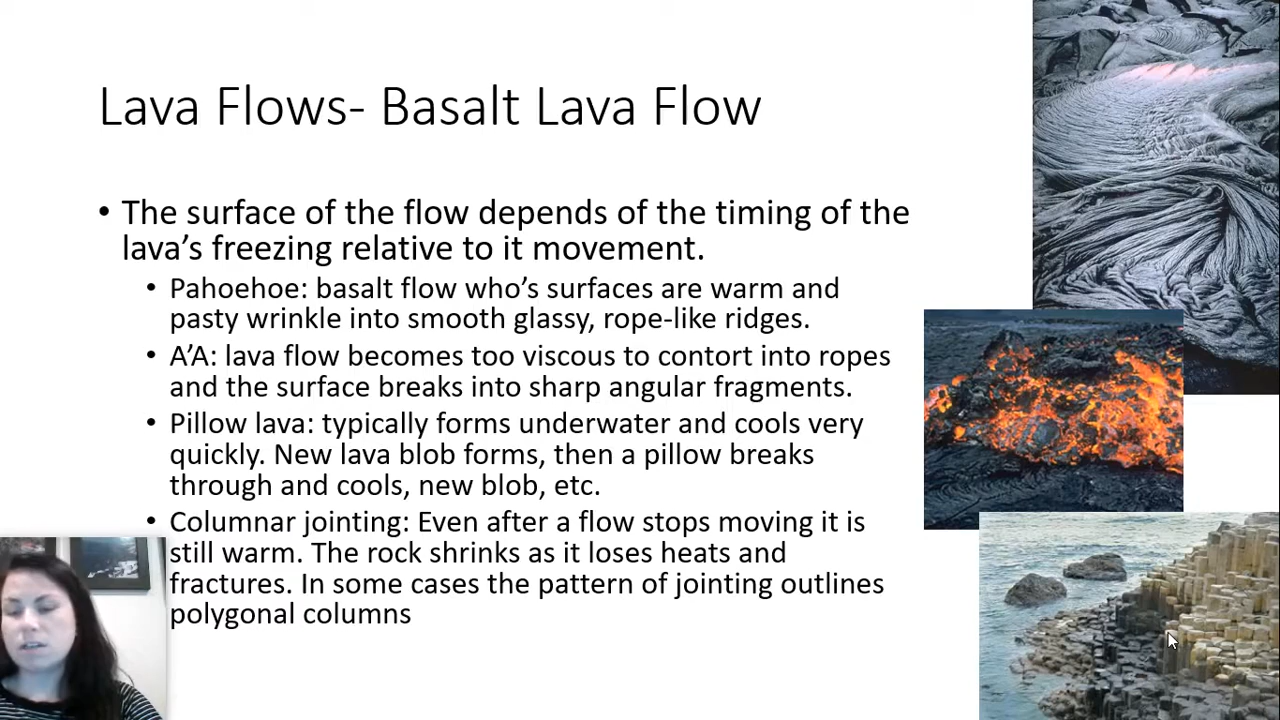 Lava Flows- Basalt Lava Flow
• The surface of the flow depends of the timing of the
lava's freezing relative to it movement.
• Pahoehoe: basalt flow who's surfaces are warm and
pasty wrinkle into smooth glassy, rope-like ridges.
• A'A: lava flow becomes too viscous to contort into ropes
and the surface breaks into sharp angular fragments.
• Pillow lava: typically forms underwater and cools very
quickly. New lava blob forms, then a pillow breaks
through and cools, new blob, etc.
• Columnar jointing: Even after a flow stops moving it is
still warm. The rock shrinks as it loses heats and
fractures. In some cases the pattern of jointing outlines
polygonal columns